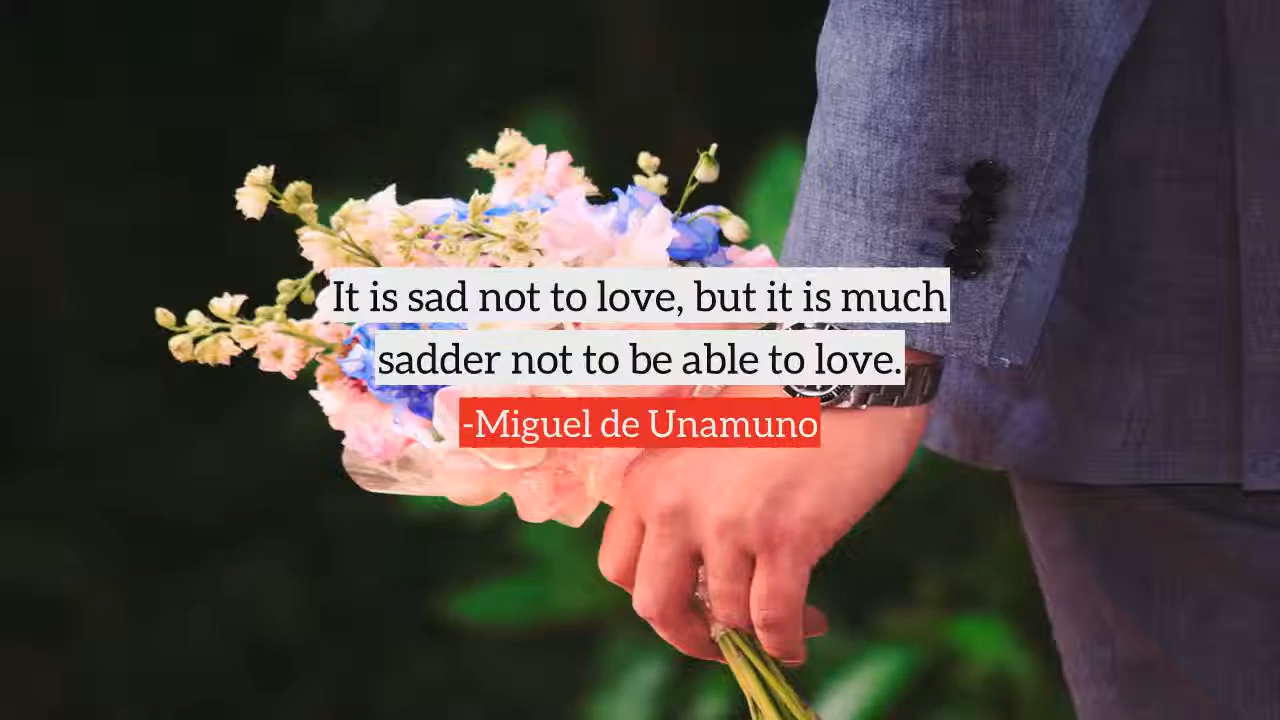 It is sad not to love, but it is much
sadder not to be able to love.
-Miguel de Unamuno